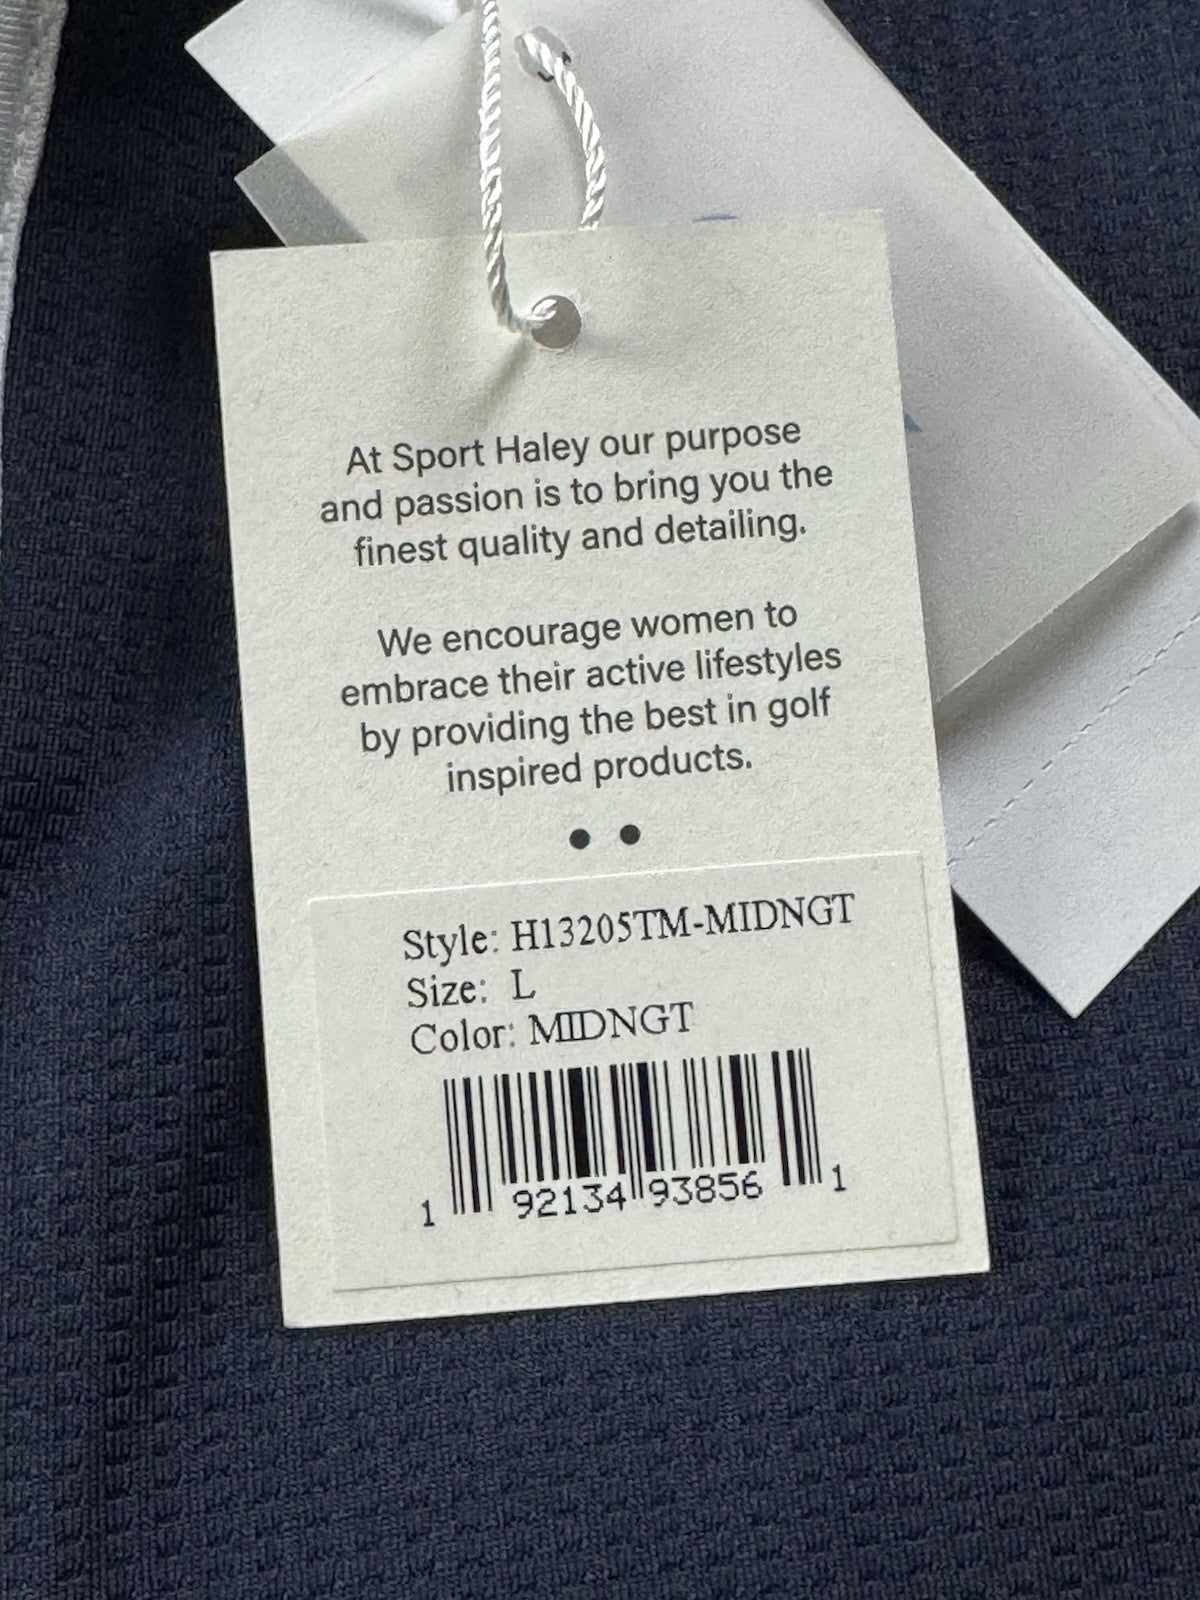 At Sport Haley our purpose
and passion is to bring you the
finest quality and detailing.
We encourage women to
embrace their active lifestyles
by providing the best in golf
inspired products.
Style: H13205TM-MIDNGT
Size: L
Color: MIDNGT
1 92134 93856 1